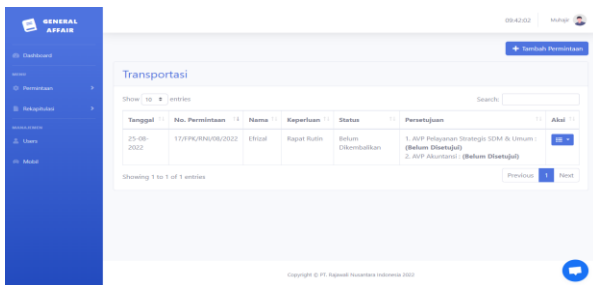 GENERAL
AFFAIR
09:42:02
Dashboard
Permintaan
Rekapitulasi
Users
Mobil
+ Tambah Permintaan
Transportasi
Show 10 entries
Search:
Tanggal No. Permintaan Nama Keperluan Status Persetujuan Aksi
25-08-2022 17/FPK/RNI/08/2022 Efrizal Rapat Rutin Belum Dikembalikan
1. AVP Pelayanan Strategis SDM & Umum :
(Belum Disetujui)
2. AVP Akuntansi : (Belum Disetujui)
Showing 1 to 1 of 1 entries
Previous 1 Next
Copyright © PT. Rajawali Nusantara Indonesia 2022